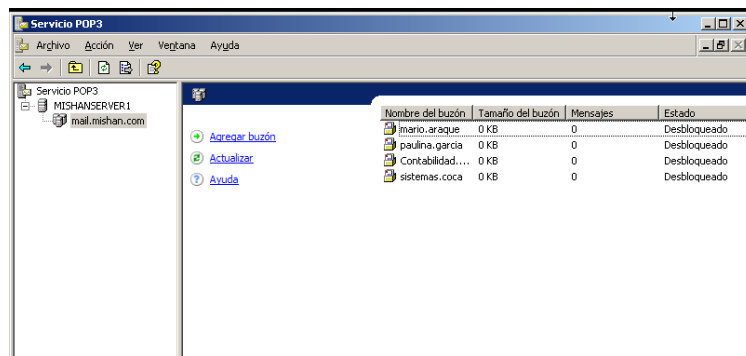 Servicio POP3
Archivo Acción Ver Ventana Ayuda
Servicio POP3
MISHANSERVER1
mail.mishan.com
Agregar buzón
Actualizar
Ayuda
Nombre del buzón Tamaño del buzón Mensajes Estado
mario.araque 0 KB 0 Desbloqueado
paulina.garcia 0 KB 0 Desbloqueado
Contabilidad.... 0 KB 0 Desbloqueado
sistemas.coca 0 KB 0 Desbloqueado